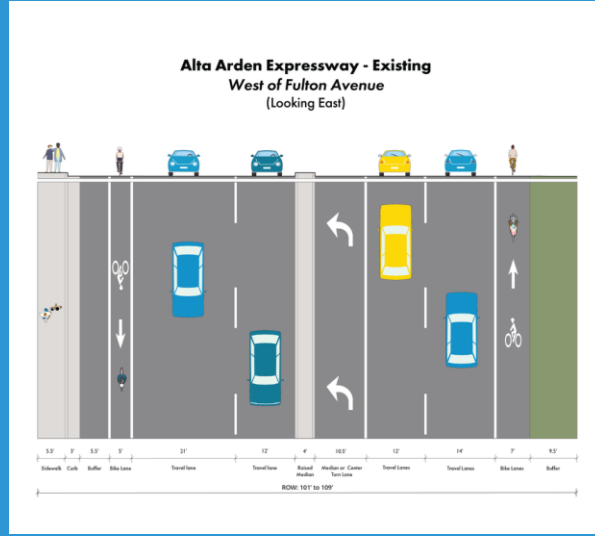 Alta Arden Expressway - Existing
West of Fulton Avenue
(Looking East)
5.5' 3' 5.5' 5' 21' 12' 4' 10.5' 12' 14' 7' 9.5'
Sidewalk Curb Buffer Bike Lane Travel lane Travel lane Raised Median Median or Center Turn Lane Travel Lanes Travel Lanes Bike Lanes Buffer
ROW: 101' to 109'